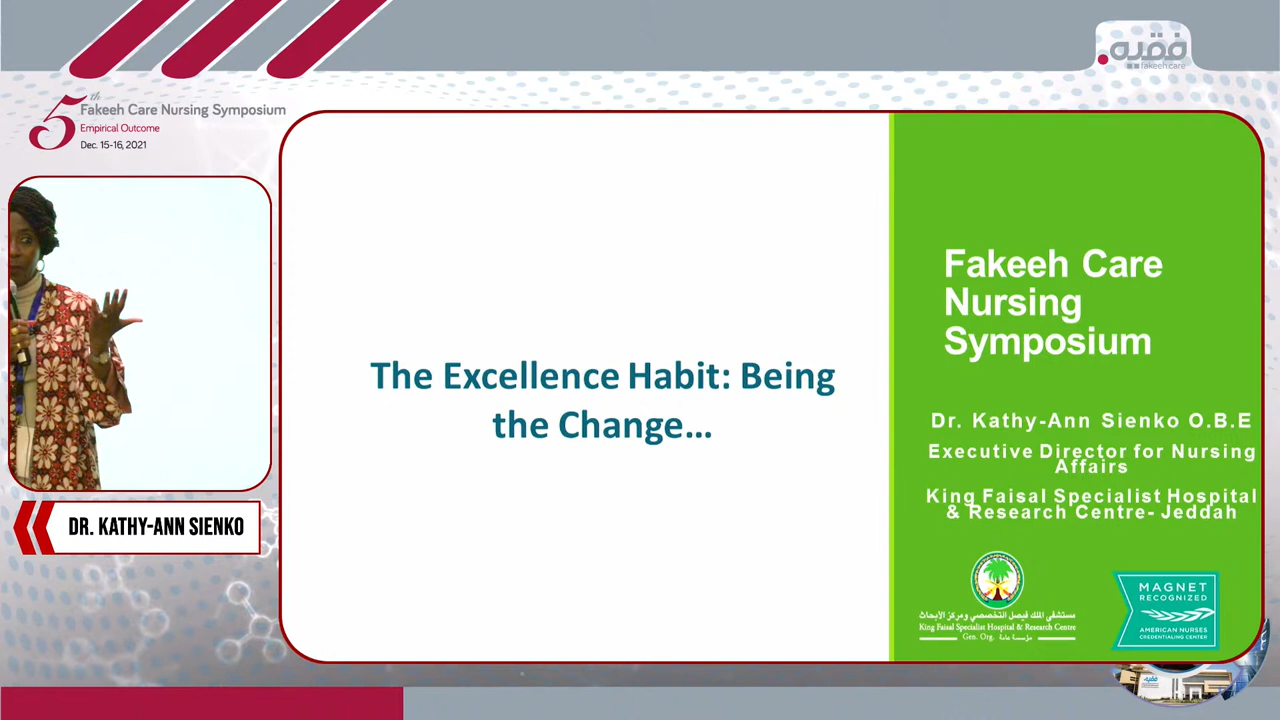 فقيه
fakeeh care
5th
Fakeeh Care Nursing Symposium
Empirical Outcome
Dec. 15-16, 2021
DR. KATHY-ANN SIENKO
The Excellence Habit: Being
the Change...
Fakeeh Care
Nursing
Symposium
Dr. Kathy-Ann Sienko O.B.E
Executive Director for Nursing
Affairs
King Faisal Specialist Hospital
& Research Centre- Jeddah
مستشفى الملك فيصل التخصصي ومركز الأبحاث
King Faisal Specialist Hospital & Research Centre
Gen. Org. مؤسسة عامة
MAGNET
RECOGNIZED
AMERICAN NURSES
CREDENTIALING CENTER
فقيه